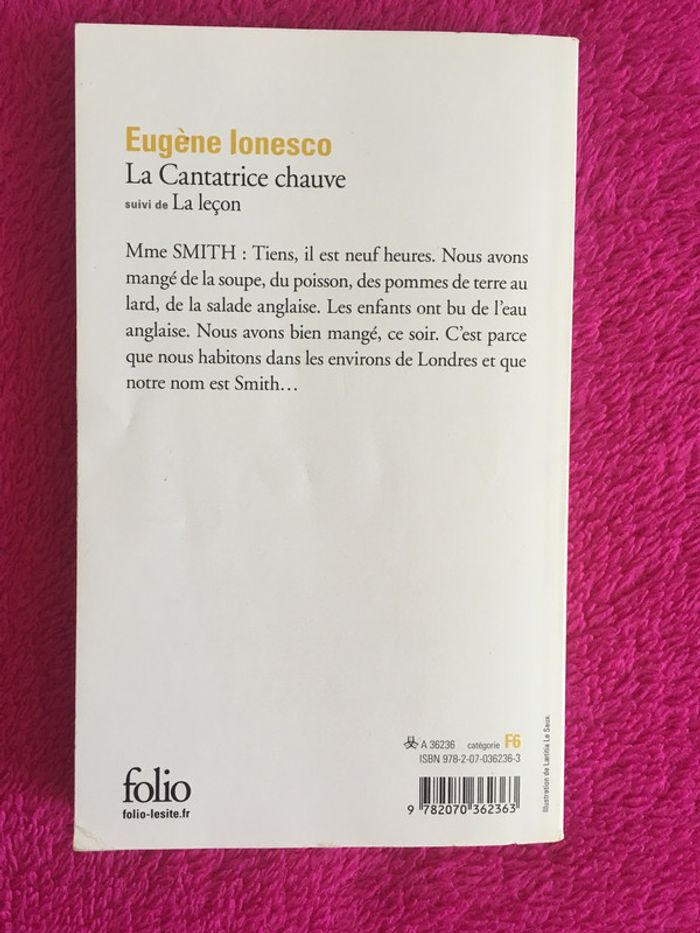 Eugène Ionesco
La Cantatrice chauve
suivi de La leçon
Mme SMITH : Tiens, il est neuf heures. Nous avons
mangé de la soupe, du poisson, des pommes de terre au
lard, de la salade anglaise. Les enfants ont bu de l'eau
anglaise. Nous avons bien mangé, ce soir. C'est parce
que nous habitons dans les environs de Londres et que
notre nom est Smith…
A 36236 catégorie F6
ISBN 978-2-07-036236-3
folio
folio-lesite.fr
9 782070 362363
Illustration de Lætitia Le Saux.